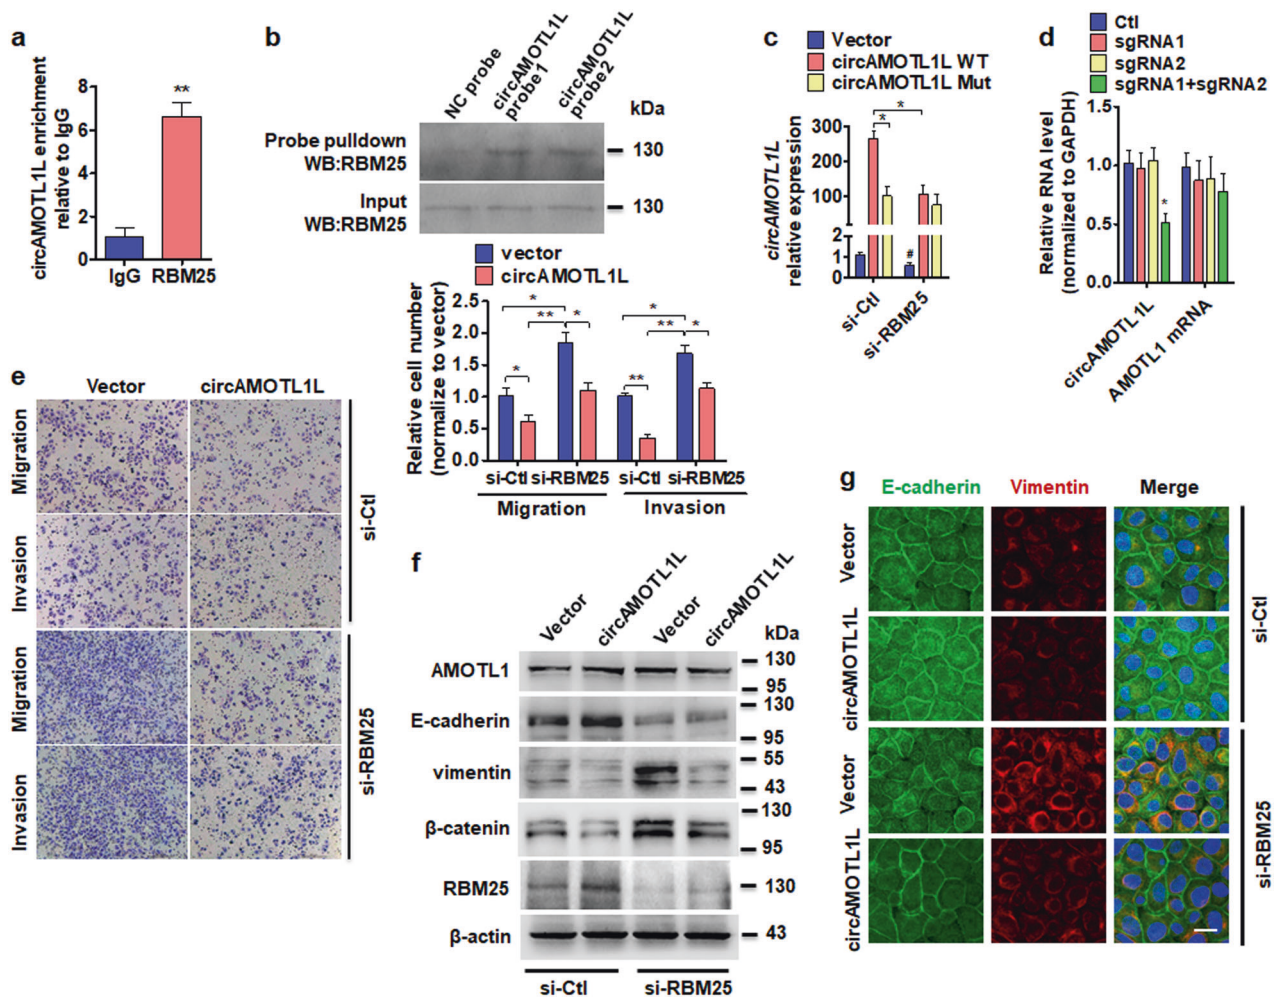 a
circAMOTL1L enrichment
relative to IgG
8
6
4
2
0
**
IgG
RBM25
b
NC probe
circAMOTL1L
probe1
circAMOTL1L
probe2
kDa
Probe pulldown
WB:RBM25
130
Input
WB:RBM25
130
c
Vector
circAMOTL1L WT
circAMOTL1L Mut
circAMOTL1L
relative expression
300
200
100
2
1
0
*
*
#
si-Ctl
si-RBM25
d
Ctl
sgRNA1
sgRNA2
sgRNA1+sgRNA2
Relative RNA level
(normalized to GAPDH)
1.5
1.0
0.5
0.0
*
circAMOTL1L
AMOTL1 mRNA
e
Vector
circAMOTL1L
Migration
Invasion
si-Ctl
Migration
Invasion
si-RBM25
vector
circAMOTL1L
Relative cell number
(normalize to vector)
2.5
2.0
1.5
1.0
0.5
0.0
*
**
*
*
*
**
*
**
si-Ctl
si-RBM25
si-Ctl
si-RBM25
Migration
Invasion
f
Vector
circAMOTL1L
Vector
circAMOTL1L
kDa
AMOTL1
130
95
E-cadherin
130
95
vimentin
55
43
β-catenin
130
95
RBM25
130
β-actin
43
si-Ctl
si-RBM25
g
E-cadherin
Vimentin
Merge
Vector
circAMOTL1L
si-Ctl
Vector
circAMOTL1L
si-RBM25